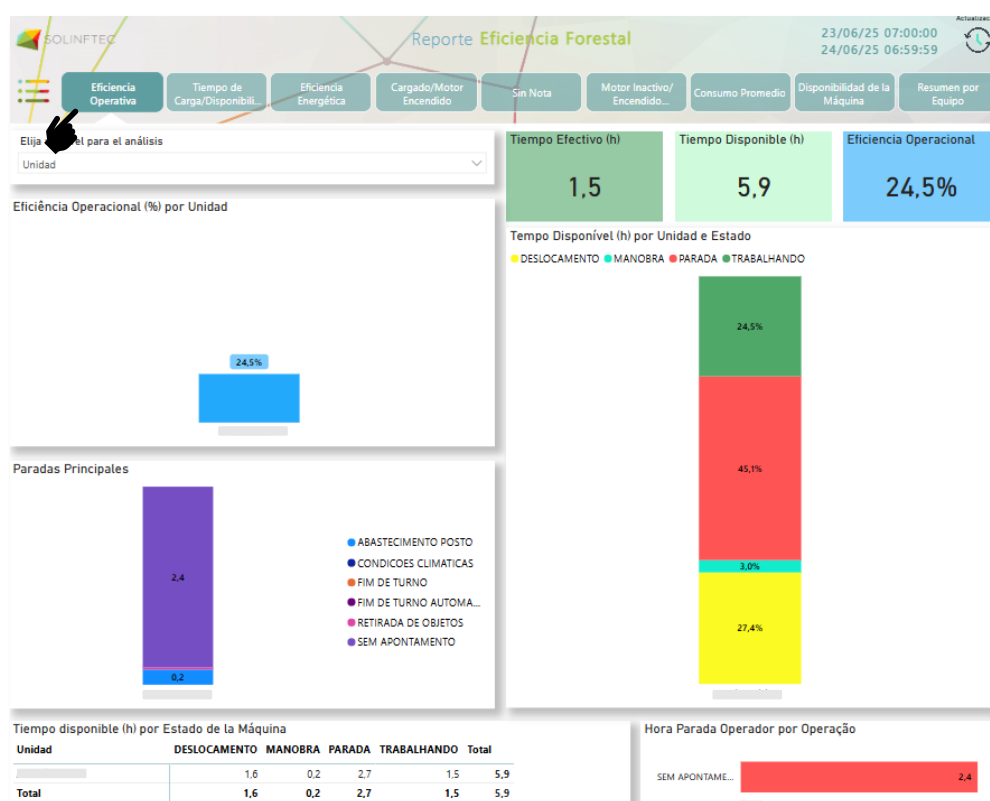 Actualizac
SOLINFTEC
Reporte Eficiencia Forestal
23/06/25 07:00:00
24/06/25 06:59:59
Eficiencia
Operativa
Tiempo de
Carga/Disponibili...
Eficiencia
Energética
Cargado/Motor
Encendido
Sin Nota
Motor Inactivo/
Encendido...
Consumo Promedio
Disponibilidad de la
Máquina
Resumen por
Equipo
Elija el para el análisis
Unidad
Tiempo Efectivo (h)
1,5
Tiempo Disponible (h)
5,9
Eficiencia Operacional
24,5%
Eficiência Operacional (%) por Unidad
24,5%
Tempo Disponível (h) por Unidad e Estado
DESLOCAMENTO MANOBRA PARADA TRABALHANDO
24,5%
45,1%
3,0%
27,4%
Paradas Principales
2,4
0,2
ABASTECIMENTO POSTO
CONDICOES CLIMATICAS
FIM DE TURNO
FIM DE TURNO AUTOMA...
RETIRADA DE OBJETOS
SEM APONTAMENTO
Tiempo disponible (h) por Estado de la Máquina
Unidad DESLOCAMENTO MANOBRA PARADA TRABALHANDO Total
1,6 0,2 2,7 1,5 5,9
Total 1,6 0,2 2,7 1,5 5,9
Hora Parada Operador por Operação
SEM APONTAME... 2,4